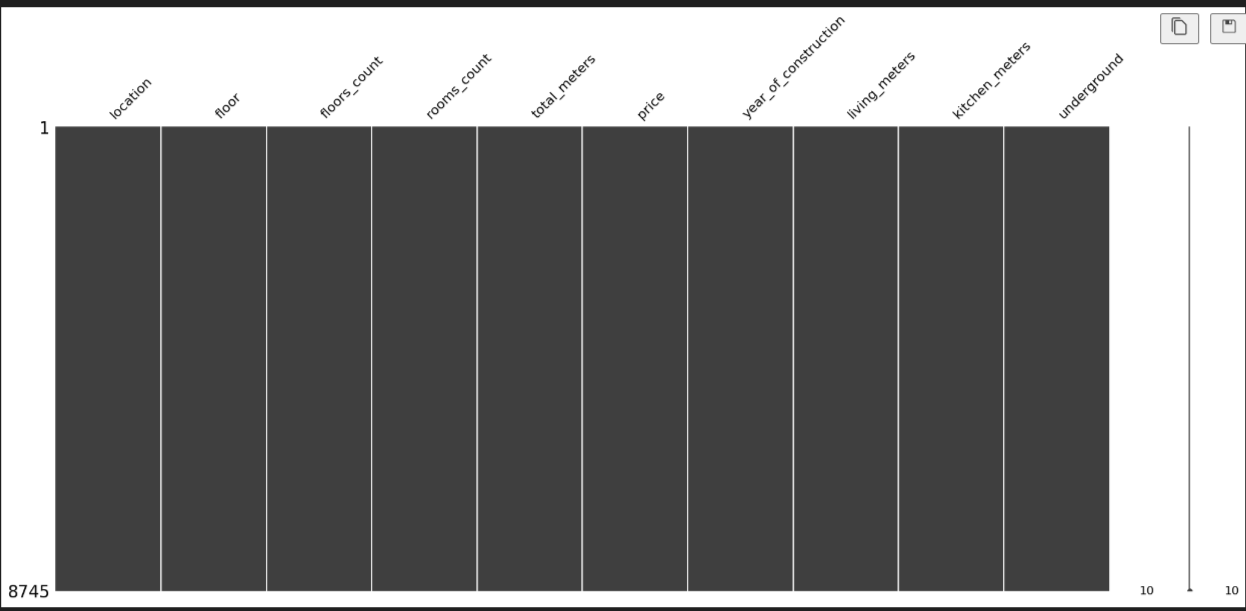 location
floor
floors_count
rooms_count
total_meters
price
year_of_construction
living_meters
kitchen_meters
underground
1
8745
10
10